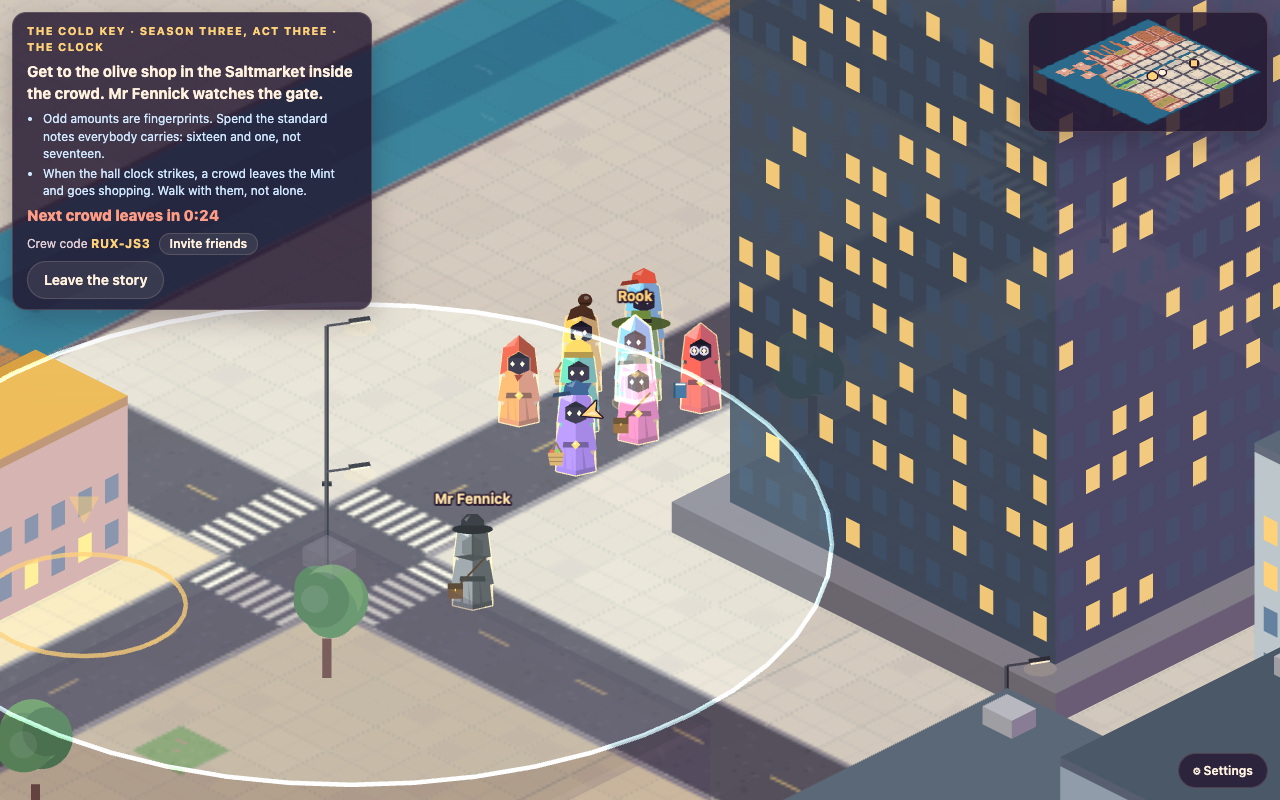 THE COLD KEY · SEASON THREE, ACT THREE ·
THE CLOCK
Get to the olive shop in the Saltmarket inside
the crowd. Mr Fennick watches the gate.
• Odd amounts are fingerprints. Spend the standard
notes everybody carries: sixteen and one, not
seventeen.
• When the hall clock strikes, a crowd leaves the Mint
and goes shopping. Walk with them, not alone.
Next crowd leaves in 0:24
Crew code RUX-JS3 Invite friends
Leave the story
Rook
Mr Fennick
⚙ Settings